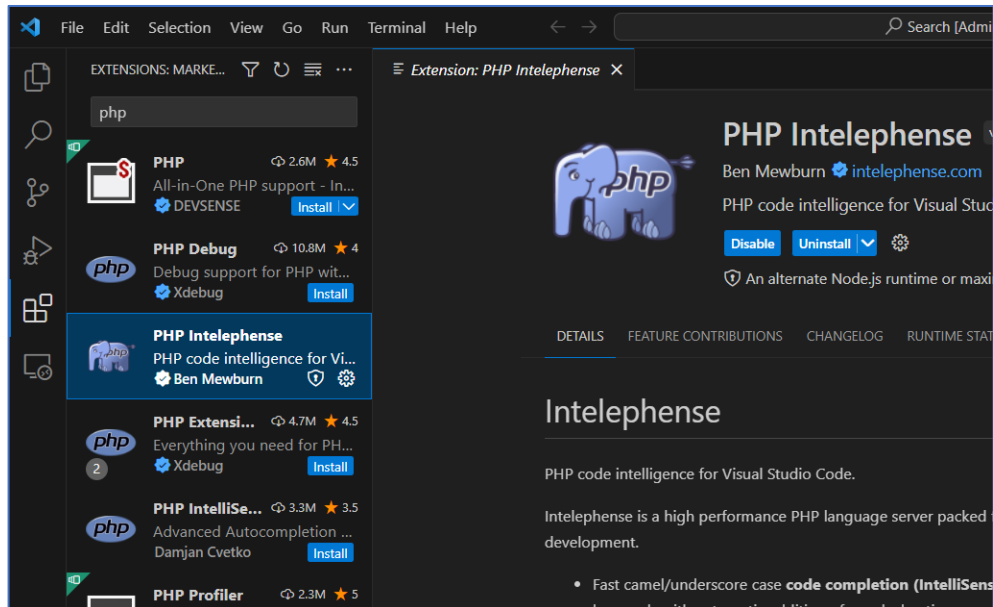 File Edit Selection View Go Run Terminal Help
Search [Admi
EXTENSIONS: MARKE...
php
PHP 2.6M 4.5
All-in-One PHP support - In...
DEVSENSE Install
PHP Debug 10.8M 4
Debug support for PHP wit...
Xdebug Install
PHP Intelephense
PHP code intelligence for Vi...
Ben Mewburn
PHP Extensi... 4.7M 4.5
Everything you need for PH...
Xdebug Install
2
PHP IntelliSe... 3.3M 3.5
Advanced Autocompletion ...
Damjan Cvetko Install
PHP Profiler 2.3M 5
Extension: PHP Intelephense
php
PHP Intelephense
Ben Mewburn intelephense.com
PHP code intelligence for Visual Stuc
Disable Uninstall
An alternate Node.js runtime or maxi
DETAILS FEATURE CONTRIBUTIONS CHANGELOG RUNTIME STAT
Intelephense
PHP code intelligence for Visual Studio Code.
Intelephense is a high performance PHP language server packed
development.
Fast camel/underscore case code completion (IntelliSens